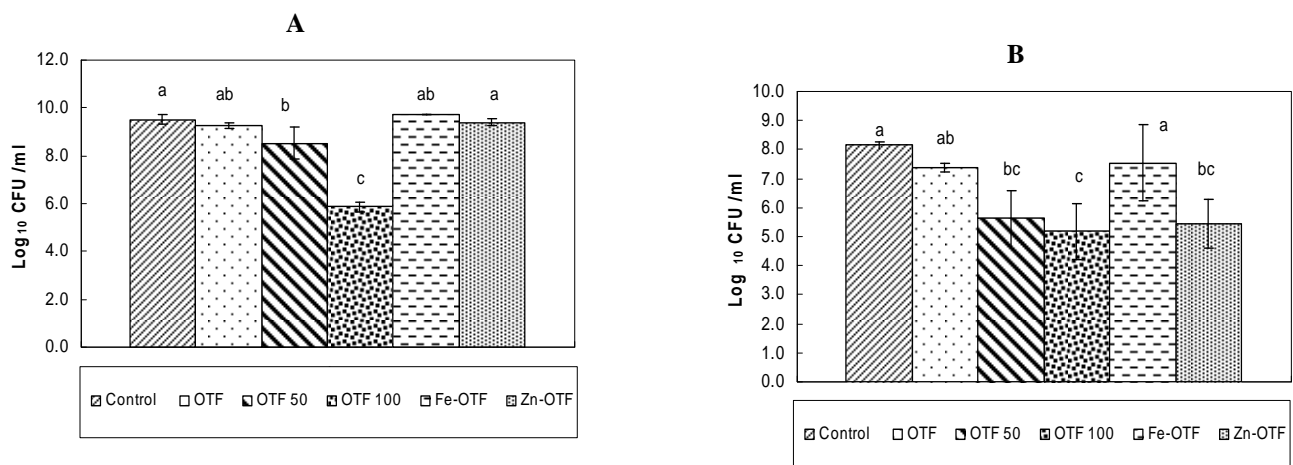 A
12.0
10.0
8.0
6.0
4.0
2.0
0.0
Log 10 CFU /ml
a ab b c ab a
Control OTF OTF 50 OTF 100 Fe-OTF Zn-OTF
B
10.0
9.0
8.0
7.0
6.0
5.0
4.0
3.0
2.0
1.0
0.0
Log 10 CFU /ml
a ab bc c a bc
Control OTF OTF 50 OTF 100 Fe-OTF Zn-OTF